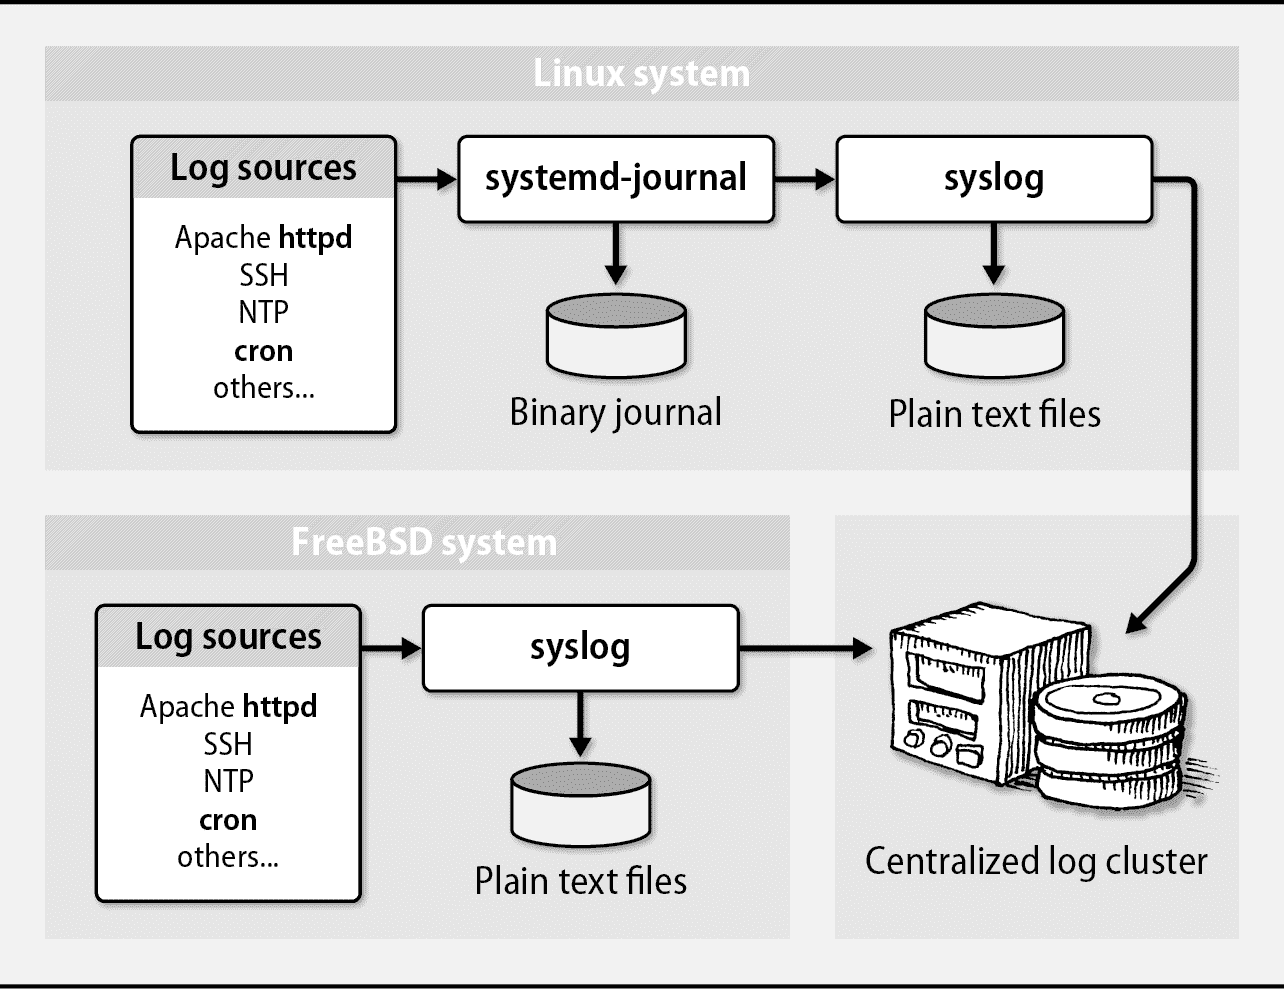 Linux system
Log sources
Apache httpd
SSH
NTP
cron
others...
systemd-journal
Binary journal
syslog
Plain text files
FreeBSD system
Log sources
Apache httpd
SSH
NTP
cron
others...
syslog
Plain text files
Centralized log cluster